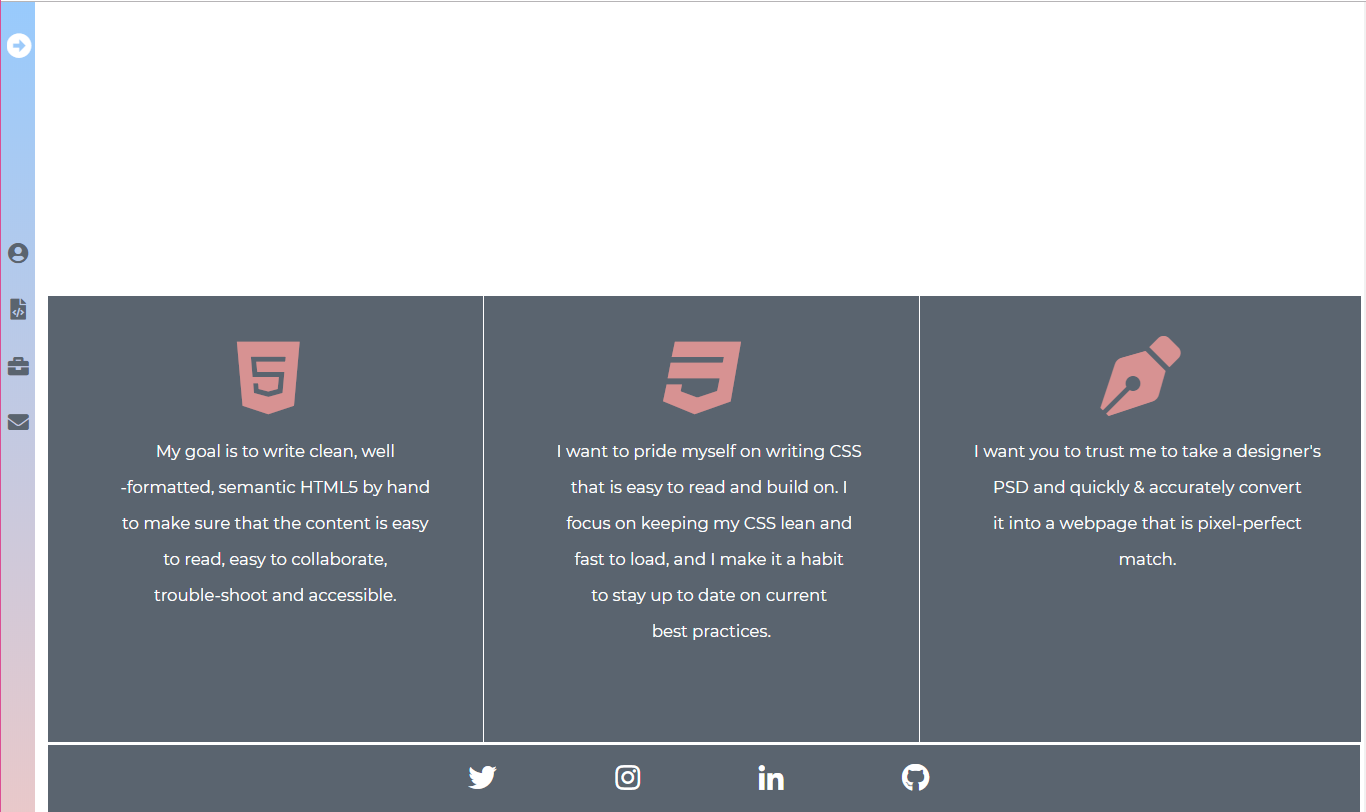 My goal is to write clean, well
-formatted, semantic HTML5 by hand
to make sure that the content is easy
to read, easy to collaborate,
trouble-shoot and accessible.
I want to pride myself on writing CSS
that is easy to read and build on. I
focus on keeping my CSS lean and
fast to load, and I make it a habit
to stay up to date on current
best practices.
I want you to trust me to take a designer's
PSD and quickly & accurately convert
it into a webpage that is pixel-perfect
match.